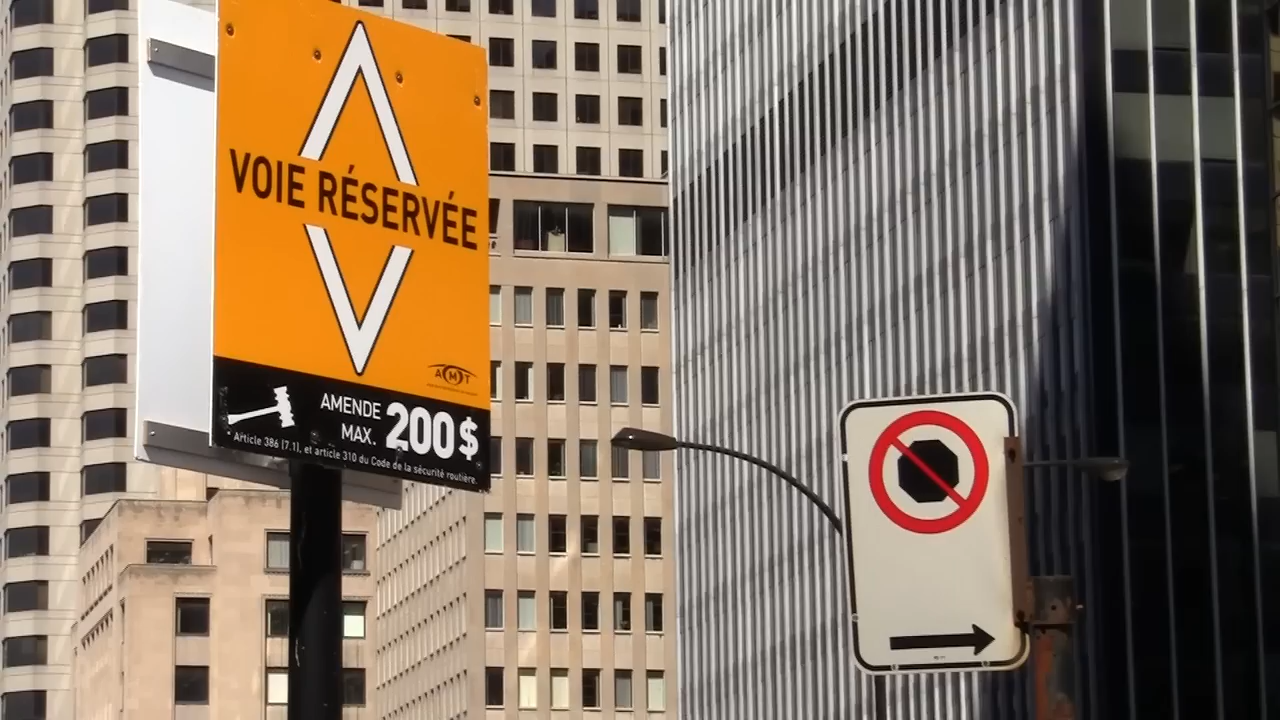 VOIE RÉSERVÉE
AMT
AMENDE
MAX. 200$
Article 386 (7.1), et article 310 du Code de la sécurité routière.